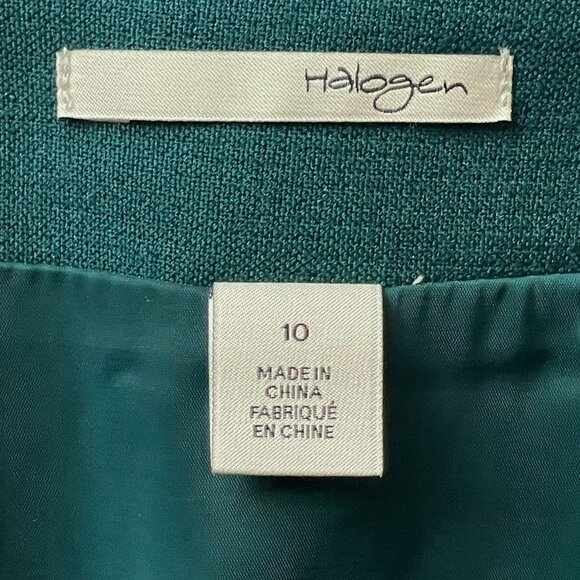 Halogen
10
MADE IN
CHINA
FABRIQUÉ
EN CHINE